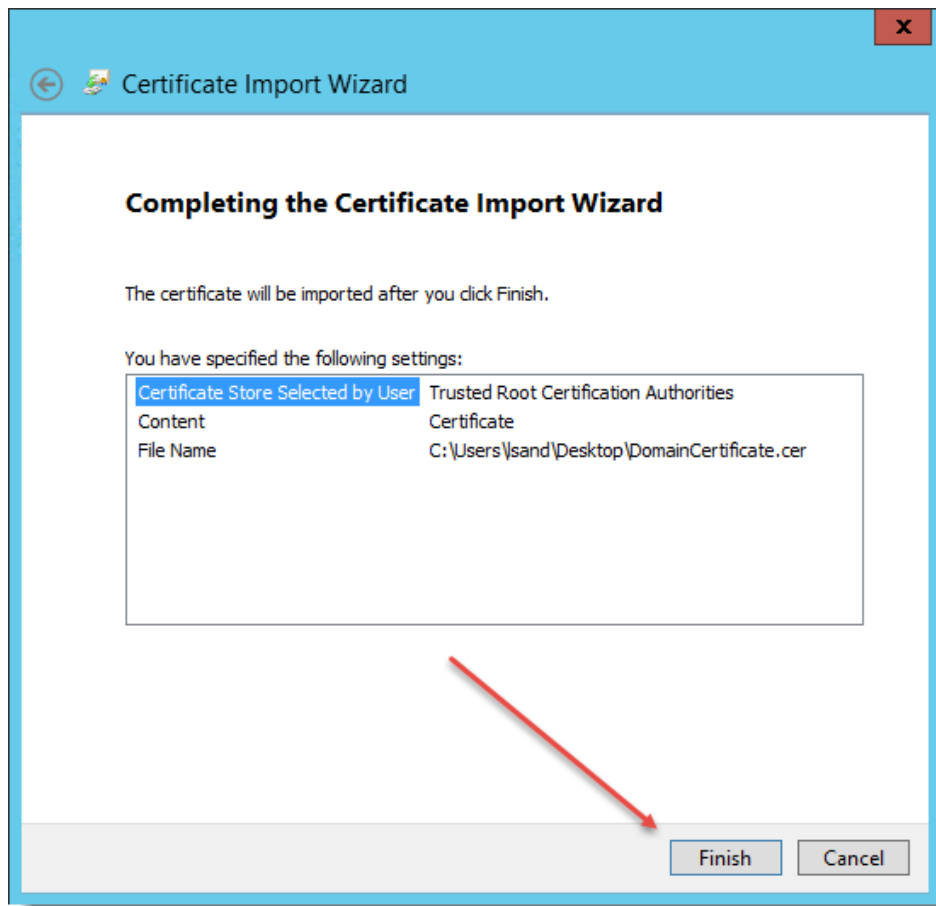 x
Certificate Import Wizard
Completing the Certificate Import Wizard
The certificate will be imported after you click Finish.
You have specified the following settings:
Certificate Store Selected by User Trusted Root Certification Authorities
Content Certificate
File Name C:\Users\lsand\Desktop\DomainCertificate.cer
Finish Cancel